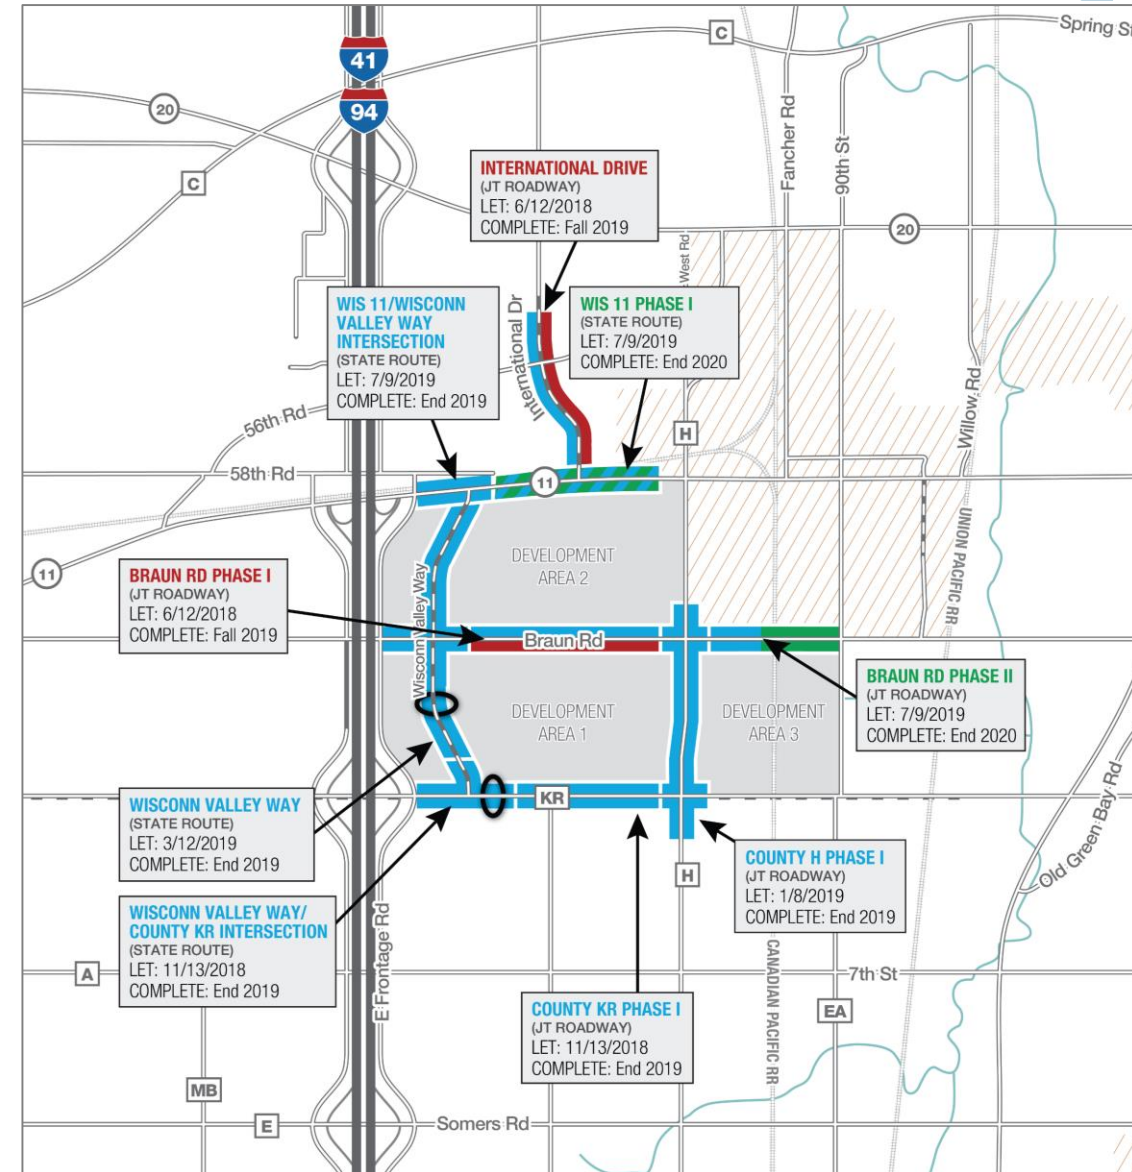 Spring St
C
41
94
20
Fancher Rd
90th St
C
INTERNATIONAL DRIVE
(JT ROADWAY)
LET: 6/12/2018
COMPLETE: Fall 2019
20
West Rd
WIS 11/WISCONN
VALLEY WAY
INTERSECTION
(STATE ROUTE)
LET: 7/9/2019
COMPLETE: End 2019
International Dr
WIS 11 PHASE I
(STATE ROUTE)
LET: 7/9/2019
COMPLETE: End 2020
Willow Rd
56th Rd
H
58th Rd
11
UNION PACIFIC RR
DEVELOPMENT
AREA 2
11
BRAUN RD PHASE I
(JT ROADWAY)
LET: 6/12/2018
COMPLETE: Fall 2019
Wisconn Valley Way
Braun Rd
BRAUN RD PHASE II
(JT ROADWAY)
LET: 7/9/2019
COMPLETE: End 2020
DEVELOPMENT
AREA 1
DEVELOPMENT
AREA 3
WISCONN VALLEY WAY
(STATE ROUTE)
LET: 3/12/2019
COMPLETE: End 2019
KR
Old Green Bay Rd
COUNTY H PHASE I
(JT ROADWAY)
LET: 1/8/2019
COMPLETE: End 2019
H
WISCONN VALLEY WAY/
COUNTY KR INTERSECTION
(STATE ROUTE)
LET: 11/13/2018
COMPLETE: End 2019
E Frontage Rd
A
7th St
CANADIAN PACIFIC RR
COUNTY KR PHASE I
(JT ROADWAY)
LET: 11/13/2018
COMPLETE: End 2019
EA
MB
E
Somers Rd